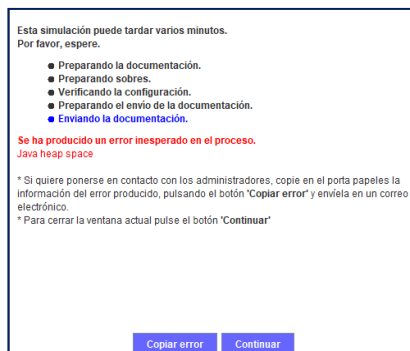 Esta simulación puede tardar varios minutos.
Por favor, espere.
Preparando la documentación.
Preparando sobres.
Verificando la configuración.
Preparando el envío de la documentación.
Enviando la documentación.
Se ha producido un error inesperado en el proceso.
Java heap space
* Si quiere ponerse en contacto con los administradores, copie en el porta papeles la
información del error producido, pulsando el botón 'Copiar error' y envíela en un correo
electrónico.
* Para cerrar la ventana actual pulse el botón 'Continuar'
Copiar error Continuar